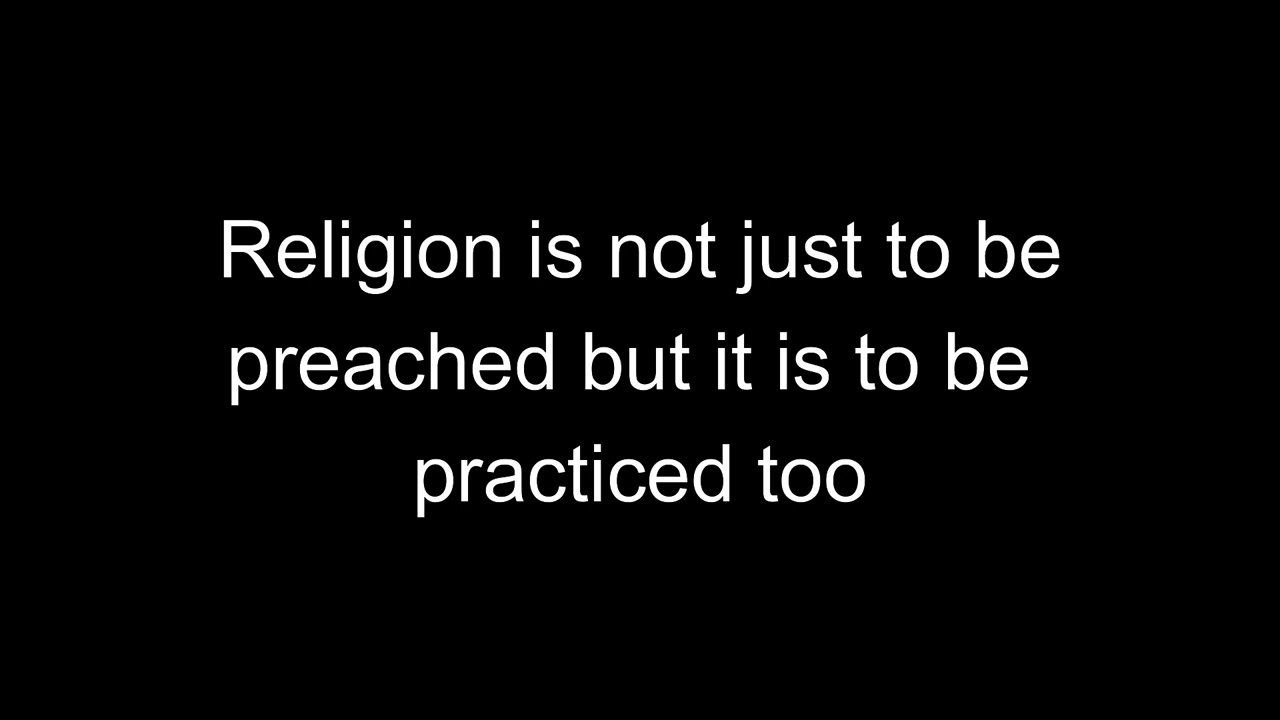 Religion is not just to be
preached but it is to be
practiced too